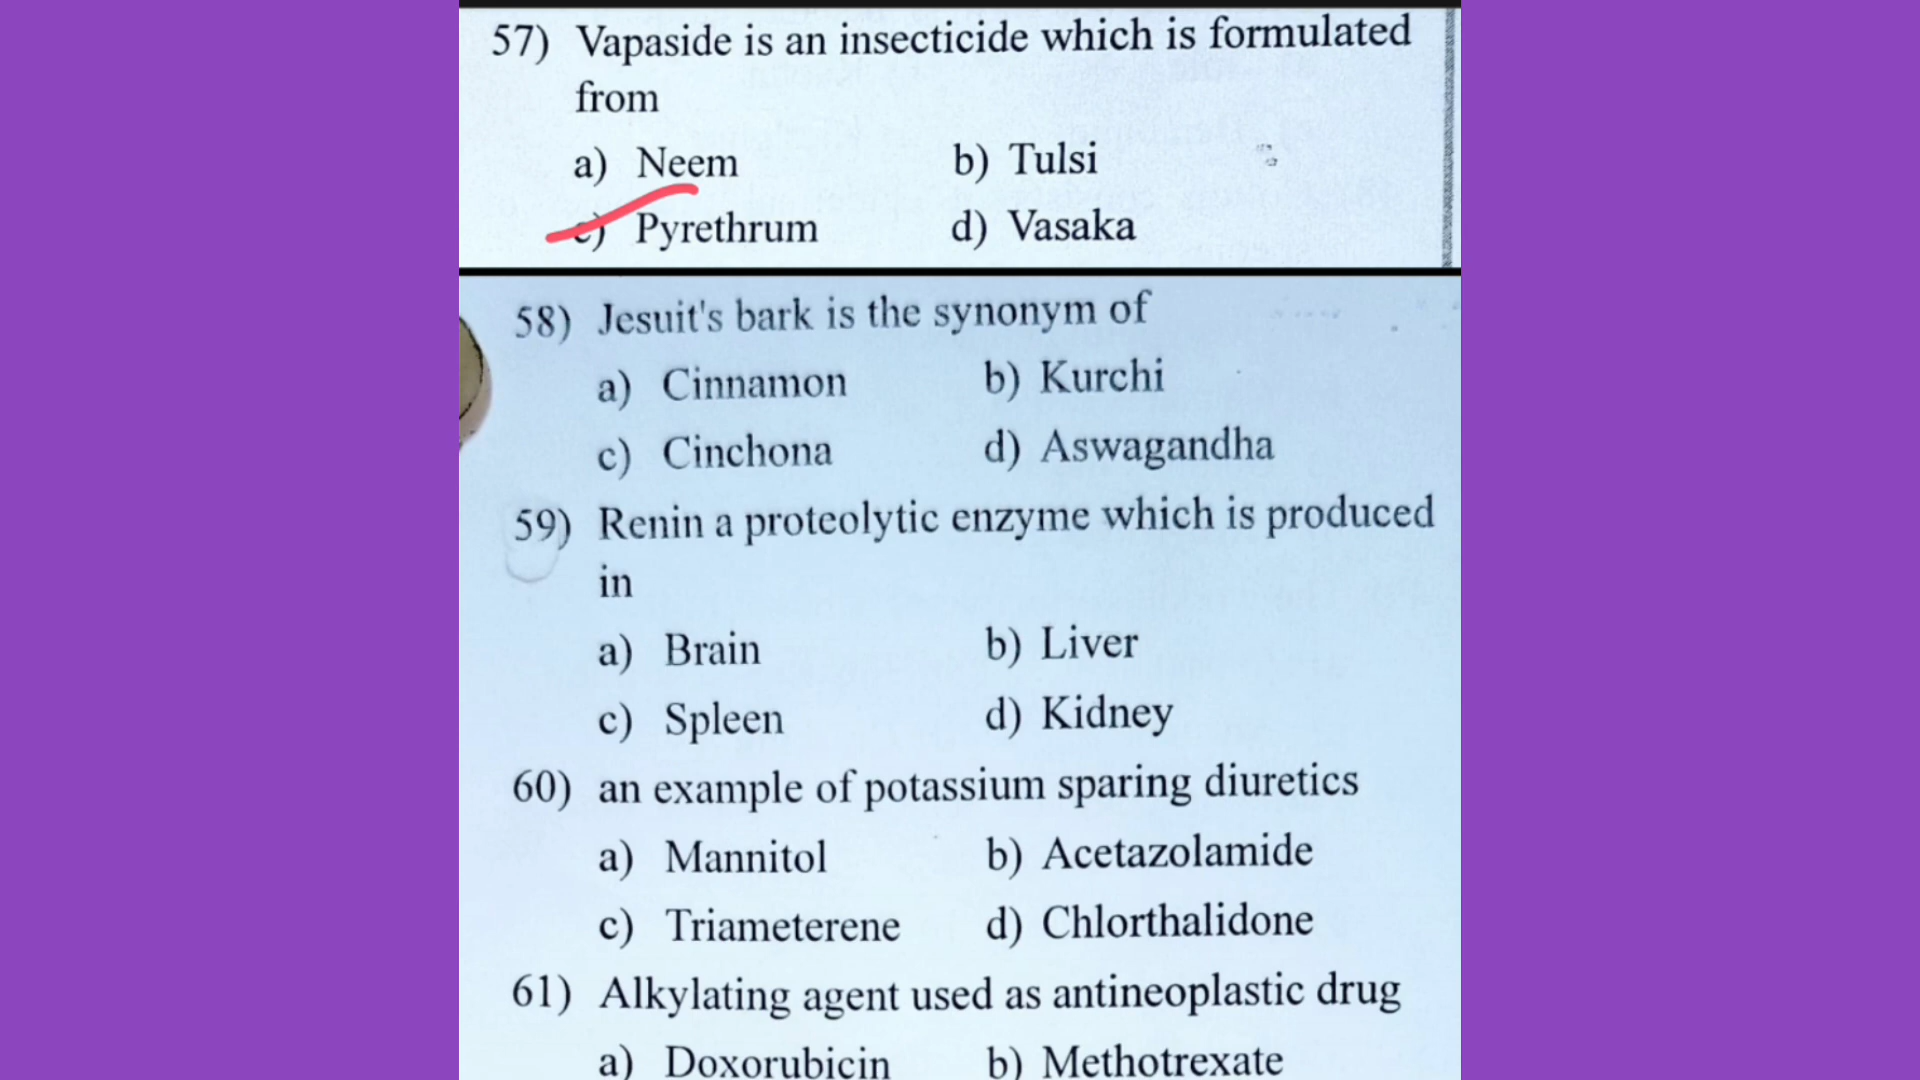 57) Vapaside is an insecticide which is formulated
from
a) Neem b) Tulsi
c) Pyrethrum d) Vasaka
58) Jesuit's bark is the synonym of
a) Cinnamon b) Kurchi
c) Cinchona d) Aswagandha
59) Renin a proteolytic enzyme which is produced
in
a) Brain b) Liver
c) Spleen d) Kidney
60) an example of potassium sparing diuretics
a) Mannitol b) Acetazolamide
c) Triameterene d) Chlorthalidone
61) Alkylating agent used as antineoplastic drug
a) Doxorubicin b) Methotrexate